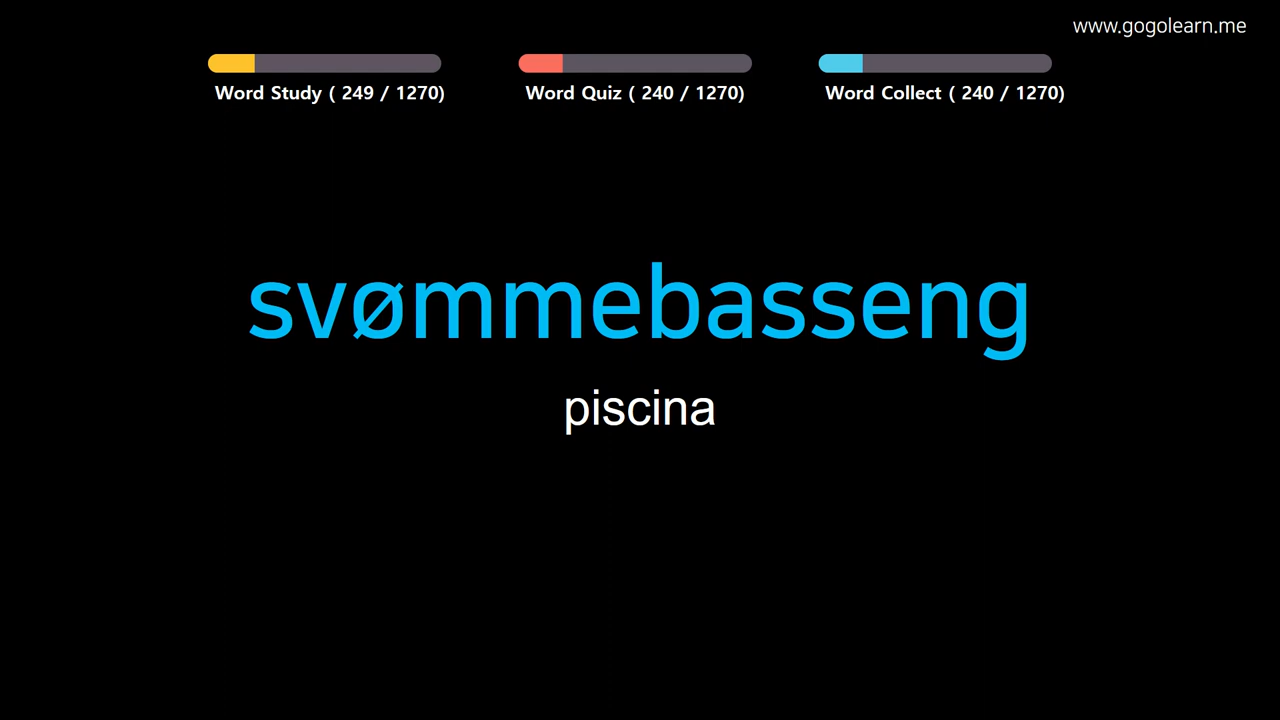 www.gogolearn.me
Word Study ( 249 / 1270)
Word Quiz ( 240 / 1270)
Word Collect ( 240 / 1270)
svømmebasseng
piscina